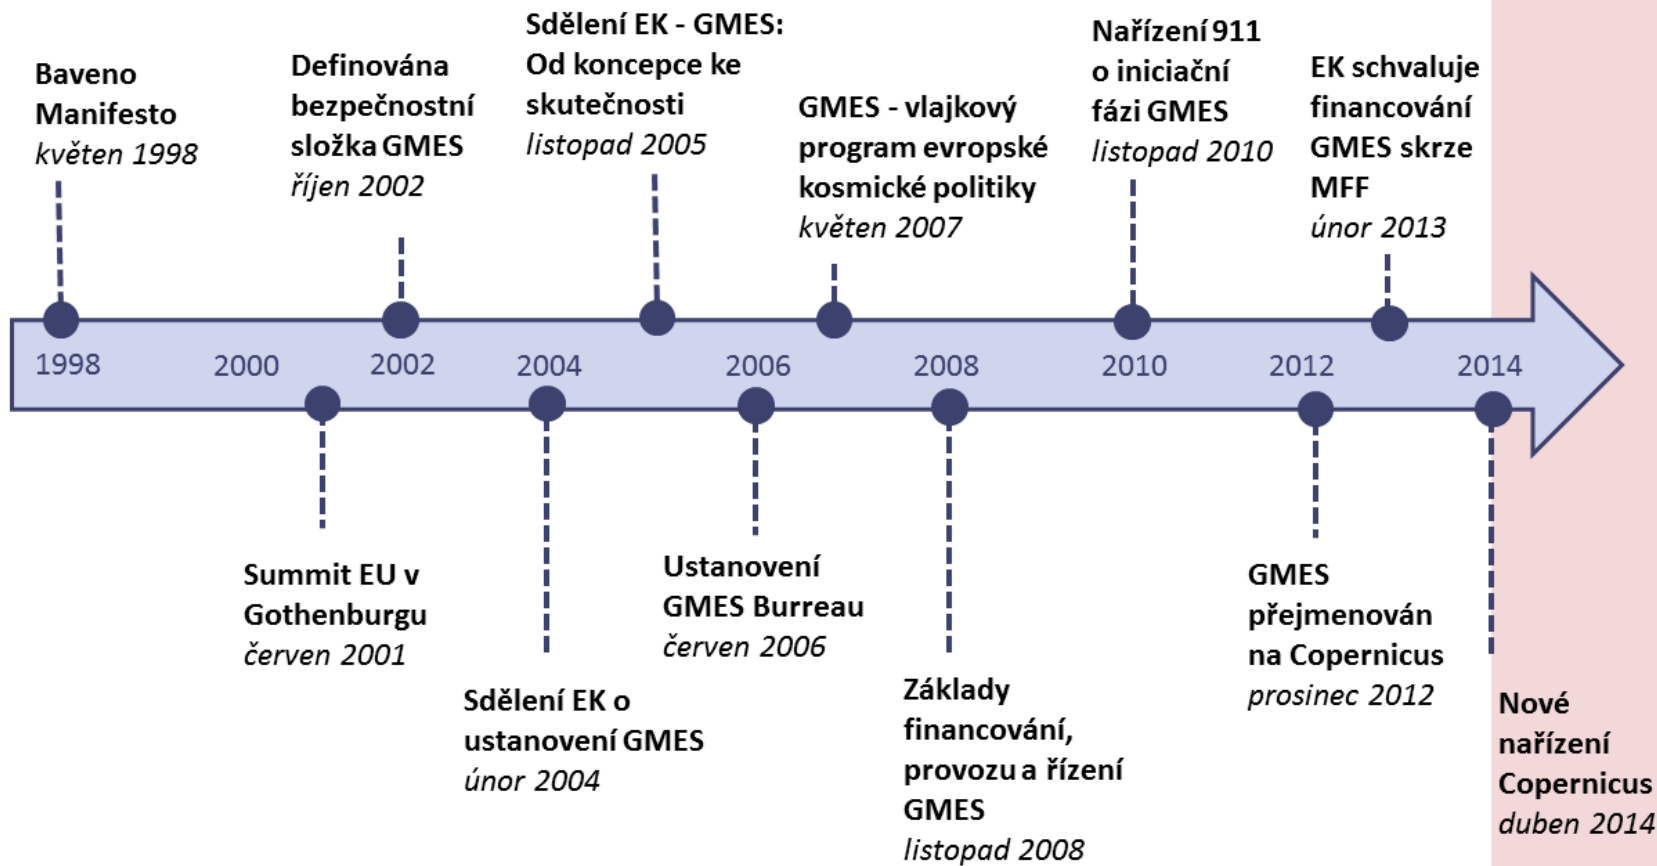 Baveno
Manifesto
květen 1998
Definována
bezpečnostní
složka GMES
říjen 2002
Sdělení EK - GMES:
Od koncepce ke
skutečnosti
listopad 2005
GMES - vlajkový
program evropské
kosmické politiky
květen 2007
Nařízení 911
o iniciační
fázi GMES
listopad 2010
EK schvaluje
financování
GMES skrze
MFF
únor 2013
1998 2000 2002 2004 2006 2008 2010 2012 2014
Summit EU v
Gothenburgu
červen 2001
Sdělení EK o
ustanovení GMES
únor 2004
Ustanovení
GMES Burreau
červen 2006
Základy
financování,
provozu a řízení
GMES
listopad 2008
GMES
přejmenován
na Copernicus
prosinec 2012
Nové
nařízení
Copernicus
duben 2014